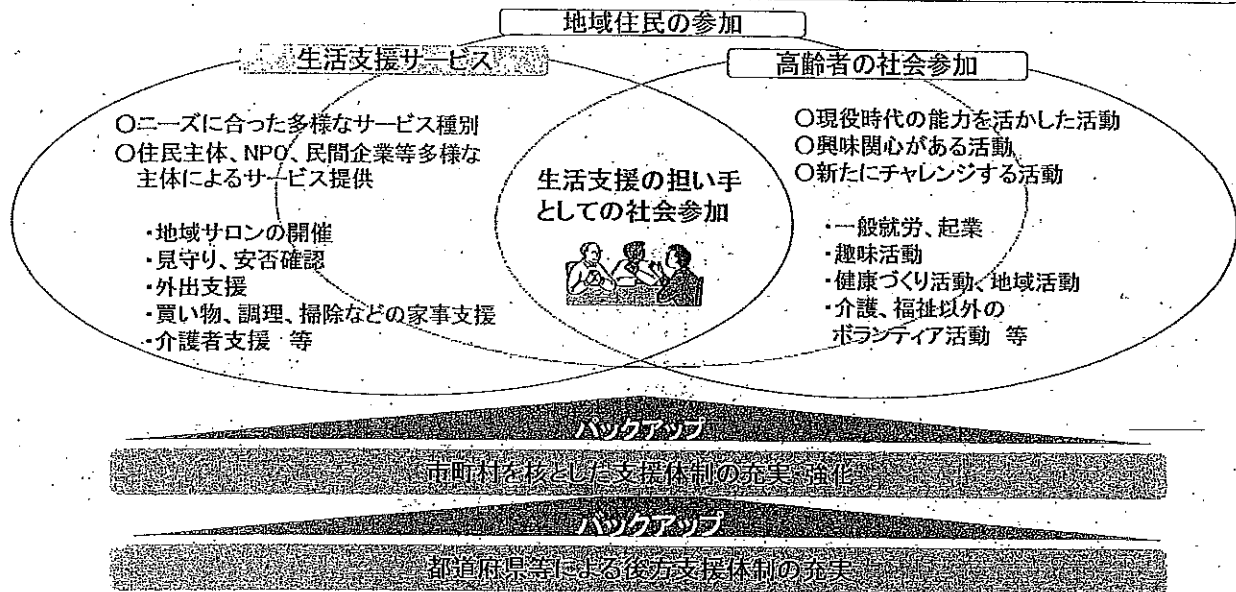 地域住民の参加
生活支援サービス
高齢者の社会参加
○ニーズに合った多様なサービス種別
○住民主体、NPO、民間企業等多様な
主体によるサービス提供
・地域サロンの開催
・見守り、安否確認
・外出支援
・買い物、調理、掃除などの家事支援
・介護者支援 等
生活支援の担い手
としての社会参加
○現役時代の能力を活かした活動
○興味関心がある活動
○新たにチャレンジする活動
・一般就労、起業
・趣味活動
・健康づくり活動、地域活動
・介護、福祉以外の
ボランティア活動 等
バックアップ
市町村を核とした支援体制の充実・強化
バックアップ
都道府県等による後方支援体制の充実